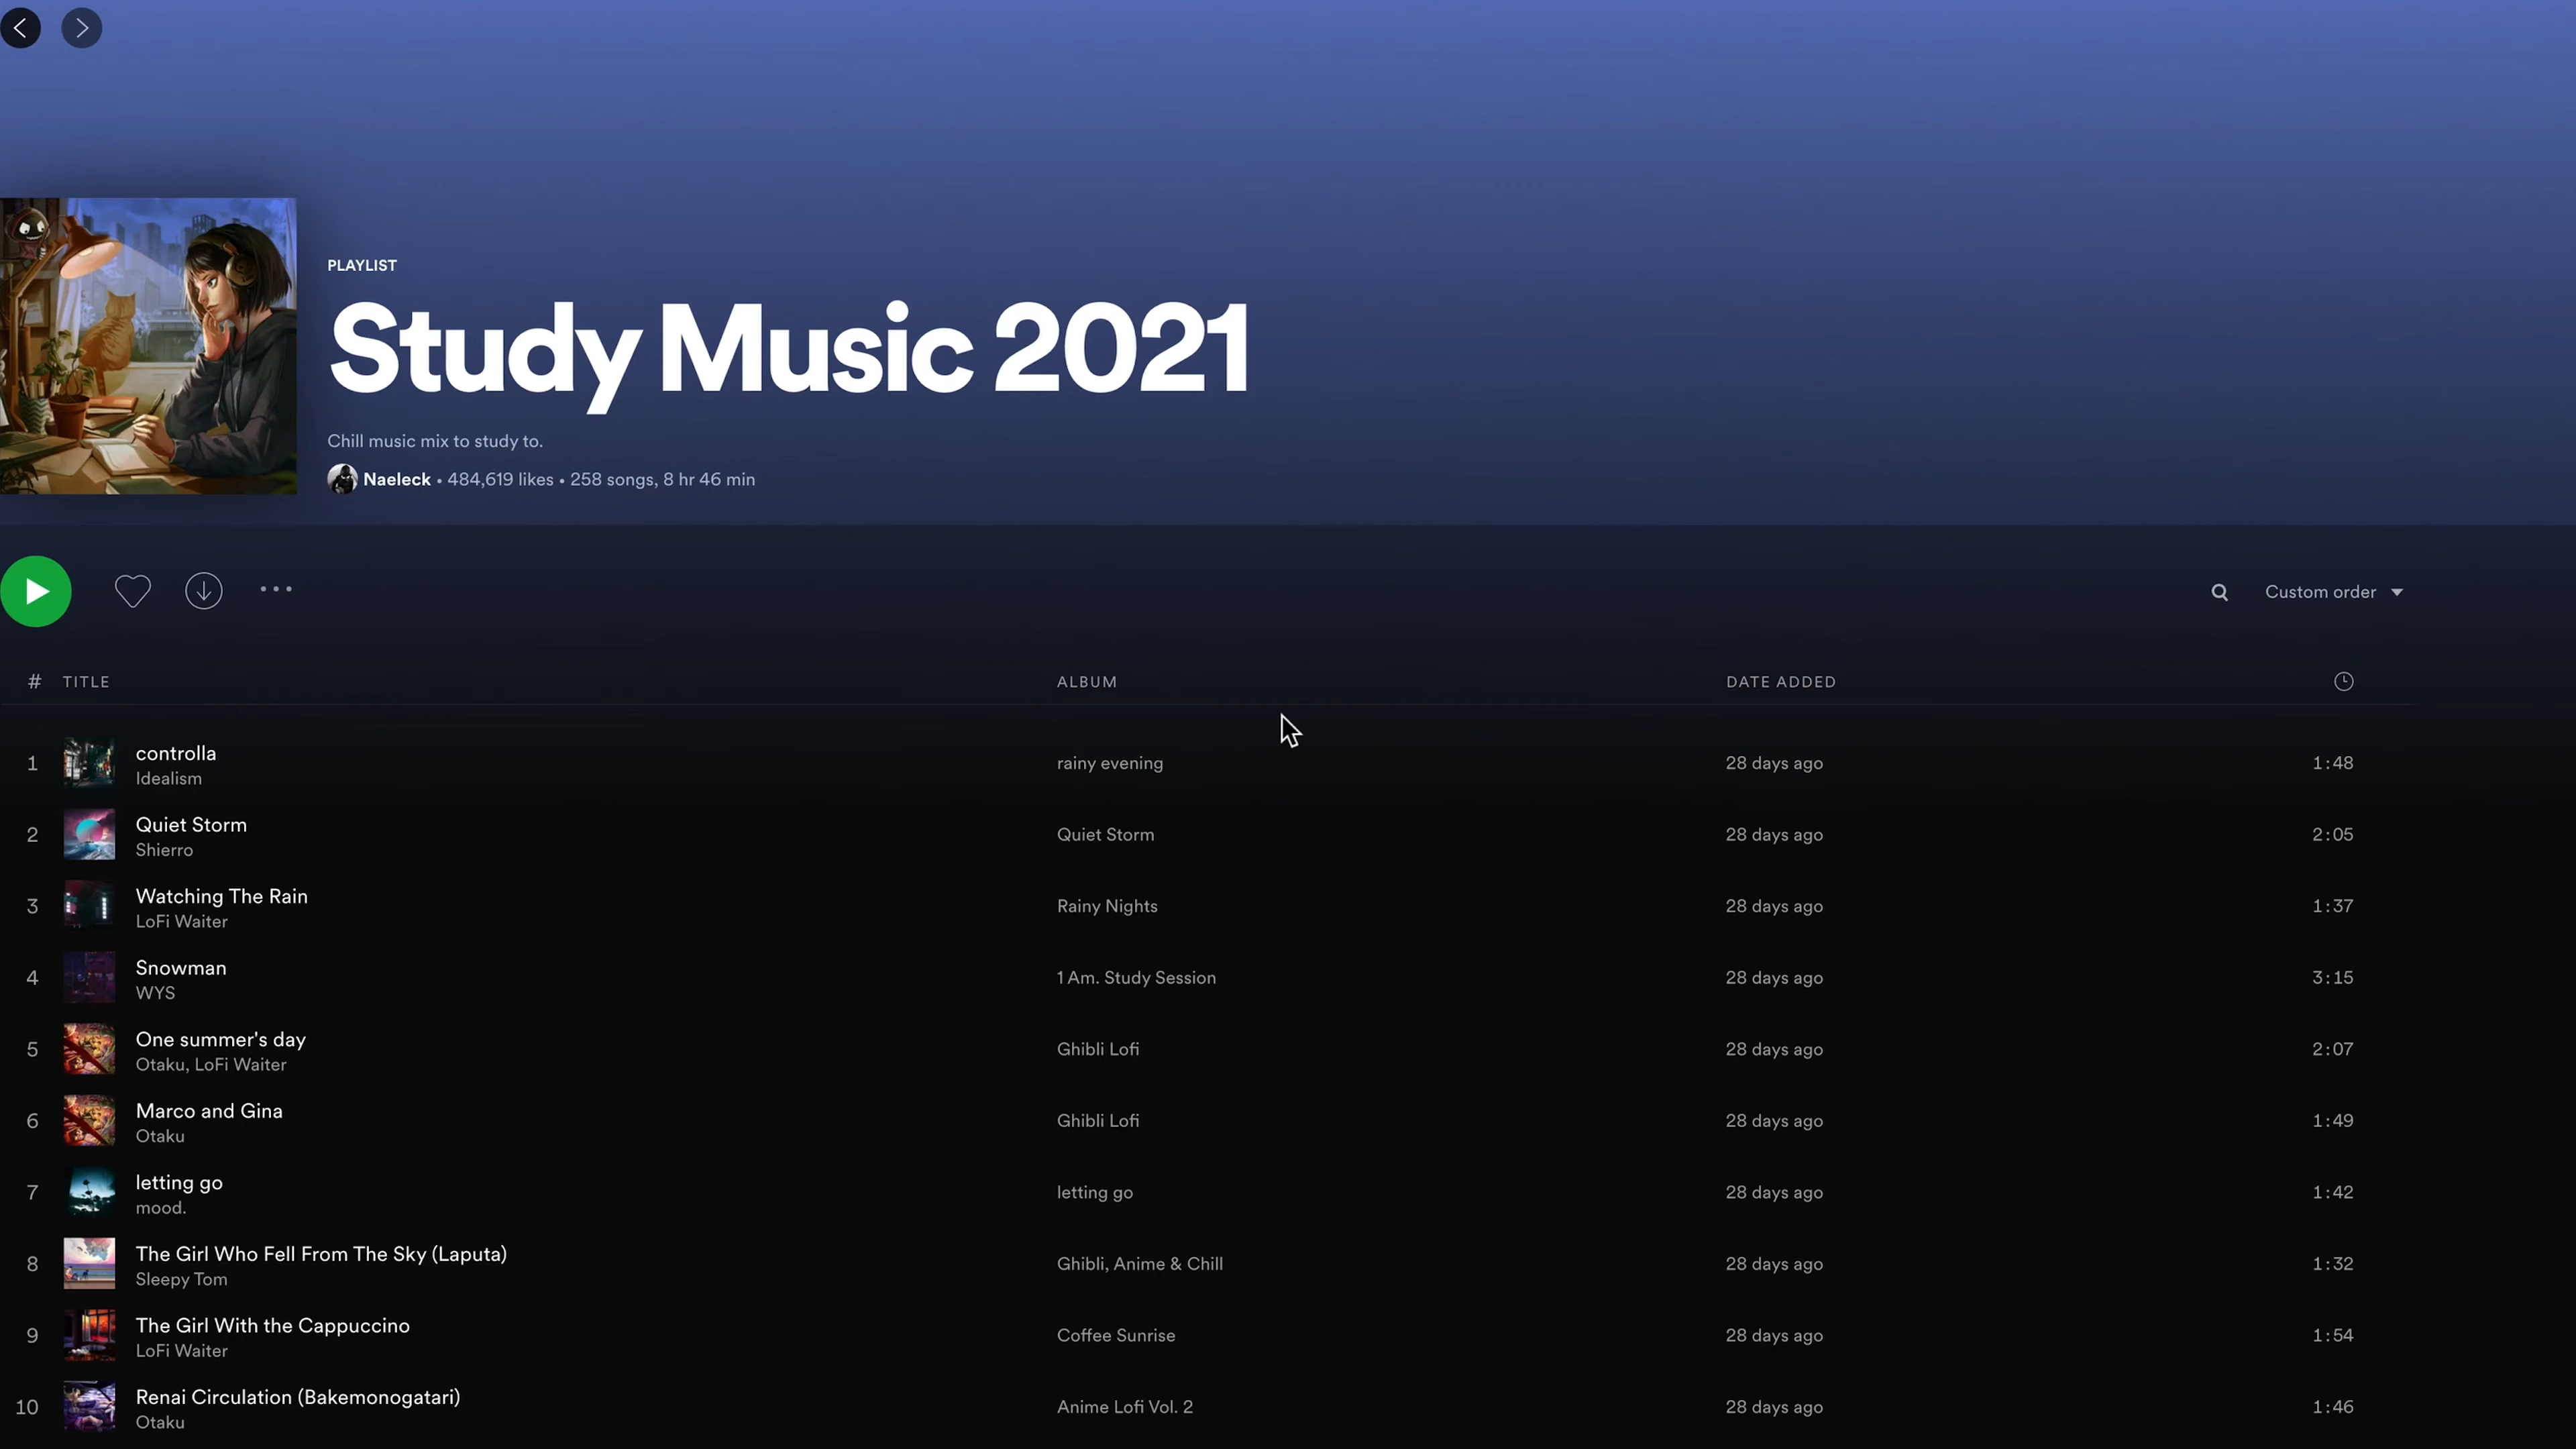 PLAYLIST
Study Music 2021
Chill music mix to study to.
Naeleck • 484,619 likes • 258 songs, 8 hr 46 min
Custom order
# TITLE ALBUM DATE ADDED
1 controlla rainy evening 28 days ago 1:48
Idealism
2 Quiet Storm Quiet Storm 28 days ago 2:05
Shierro
3 Watching The Rain Rainy Nights 28 days ago 1:37
LoFi Waiter
4 Snowman 1 Am. Study Session 28 days ago 3:15
WYS
5 One summer's day Ghibli Lofi 28 days ago 2:07
Otaku, LoFi Waiter
6 Marco and Gina Ghibli Lofi 28 days ago 1:49
Otaku
7 letting go letting go 28 days ago 1:42
mood.
8 The Girl Who Fell From The Sky (Laputa) Ghibli, Anime & Chill 28 days ago 1:32
Sleepy Tom
9 The Girl With the Cappuccino Coffee Sunrise 28 days ago 1:54
LoFi Waiter
10 Renai Circulation (Bakemonogatari) Anime Lofi Vol. 2 28 days ago 1:46
Otaku